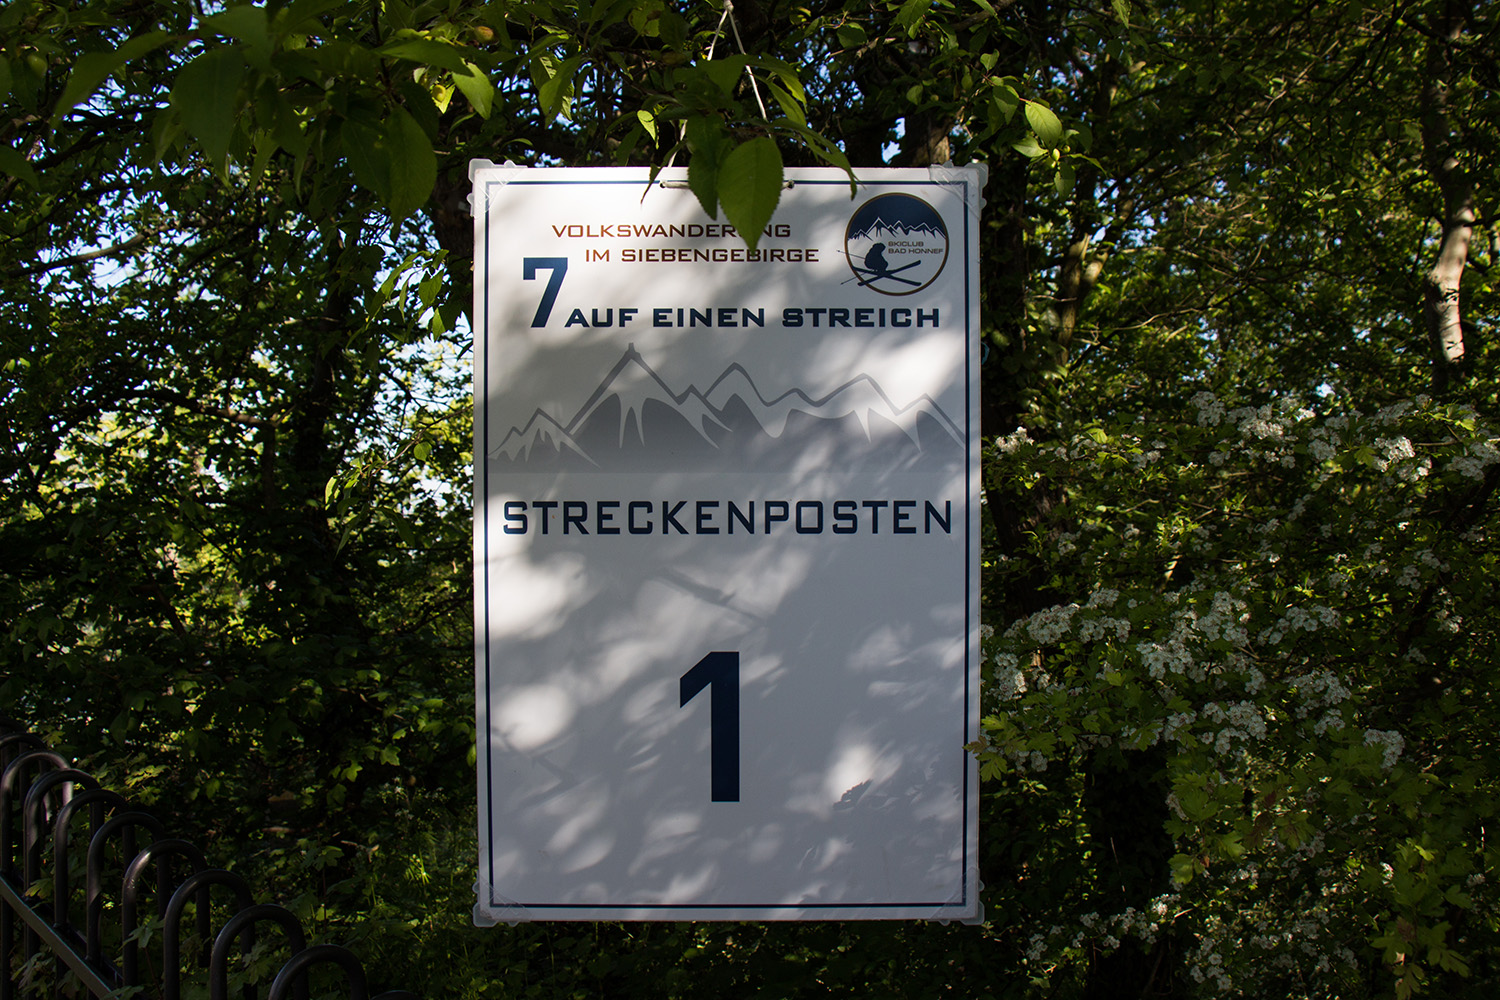 VOLKSWANDERUNG
IM SIEBENGEBIRGE
7 AUF EINEN STREICH
SKICLUB
BAD HONNEF
STRECKENPOSTEN
1